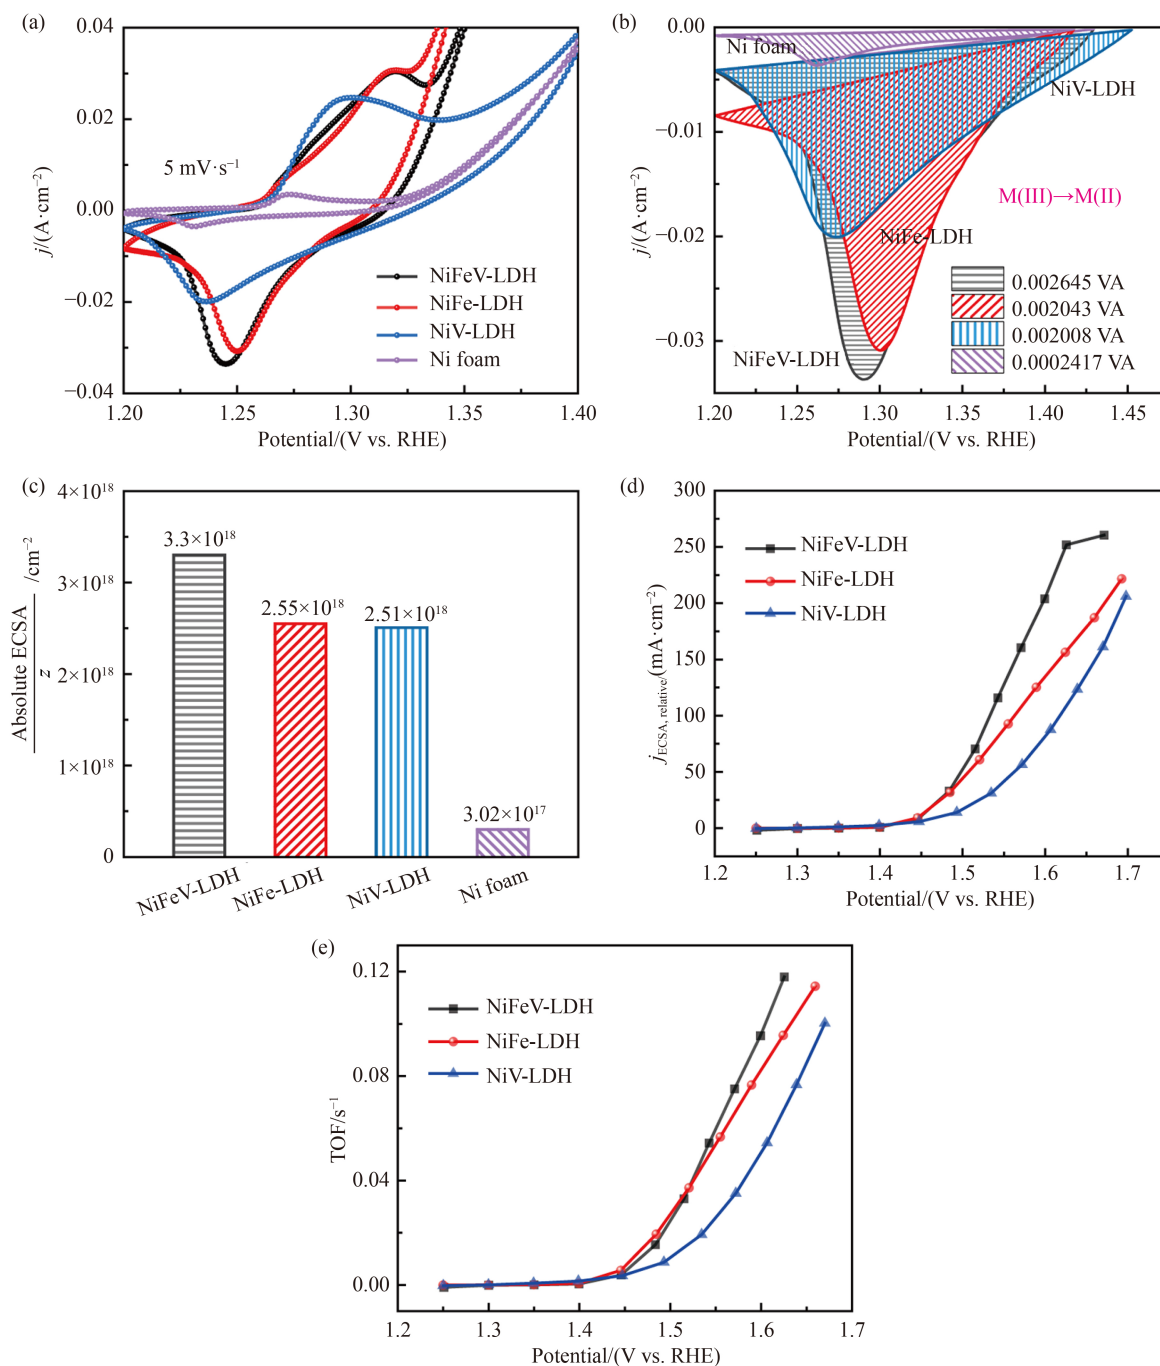 (a)
0.04
0.02
0.00
−0.02
−0.04
j/(A·cm⁻²)
5 mV·s⁻¹
NiFeV-LDH
NiFe-LDH
NiV-LDH
Ni foam
1.20 1.25 1.30 1.35 1.40
Potential/(V vs. RHE)
(b)
0.00
−0.01
−0.02
−0.03
j/(A·cm⁻²)
Ni foam
NiV-LDH
M(III)→M(II)
NiFe-LDH
NiFeV-LDH
0.002645 VA
0.002043 VA
0.002008 VA
0.0002417 VA
1.20 1.25 1.30 1.35 1.40 1.45
Potential/(V vs. RHE)
(c)
4×10¹⁸
3×10¹⁸
2×10¹⁸
1×10¹⁸
0
Absolute ECSA
z
/cm⁻²
3.3×10¹⁸
2.55×10¹⁸
2.51×10¹⁸
3.02×10¹⁷
NiFeV-LDH
NiFe-LDH
NiV-LDH
Ni foam
(d)
300
250
200
150
100
50
0
j ECSA, relative/(mA·cm⁻²)
NiFeV-LDH
NiFe-LDH
NiV-LDH
1.2 1.3 1.4 1.5 1.6 1.7
Potential/(V vs. RHE)
(e)
0.12
0.08
0.04
0.00
TOF/s⁻¹
NiFeV-LDH
NiFe-LDH
NiV-LDH
1.2 1.3 1.4 1.5 1.6 1.7
Potential/(V vs. RHE)